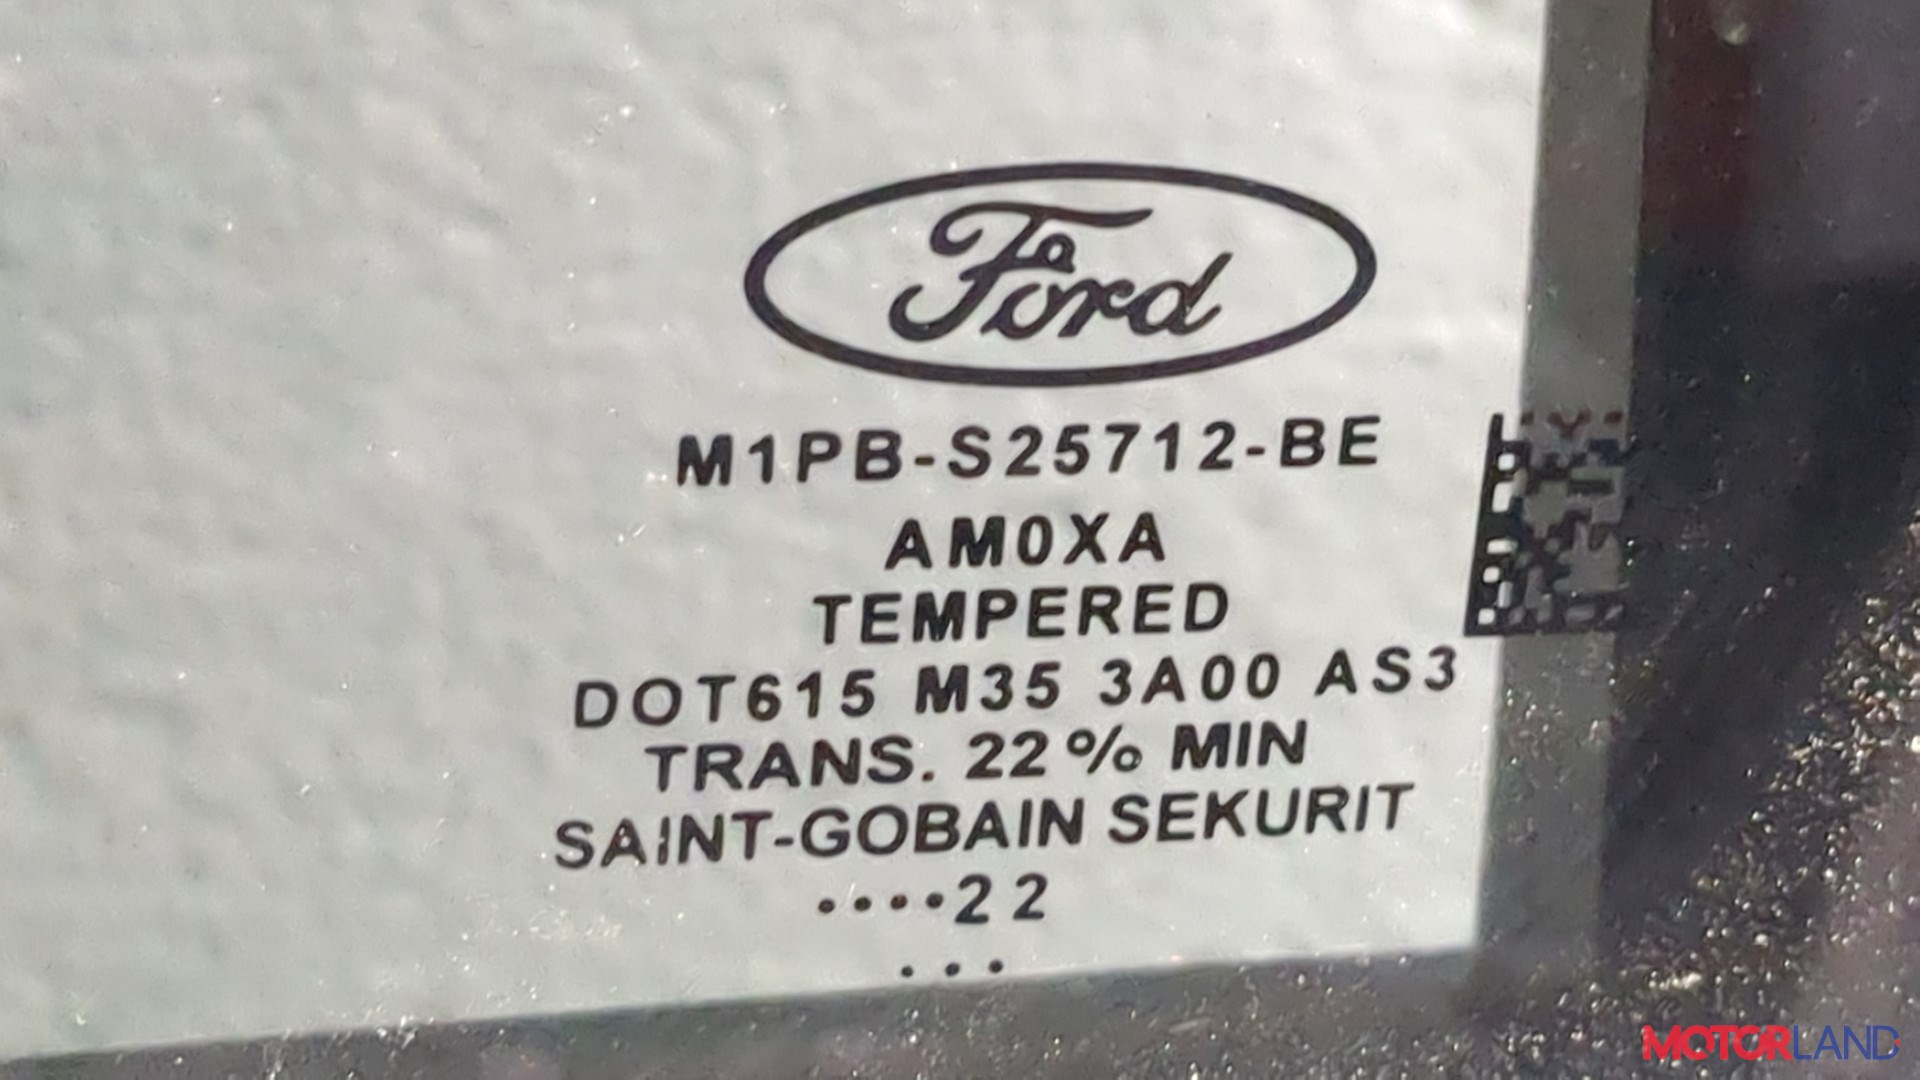 Ford
M1PB-S25712-BE
AM0XA
TEMPERED
DOT615 M35 3A00 AS3
TRANS. 22% MIN
SAINT-GOBAIN SEKURIT
....22
...
MOTORLAND